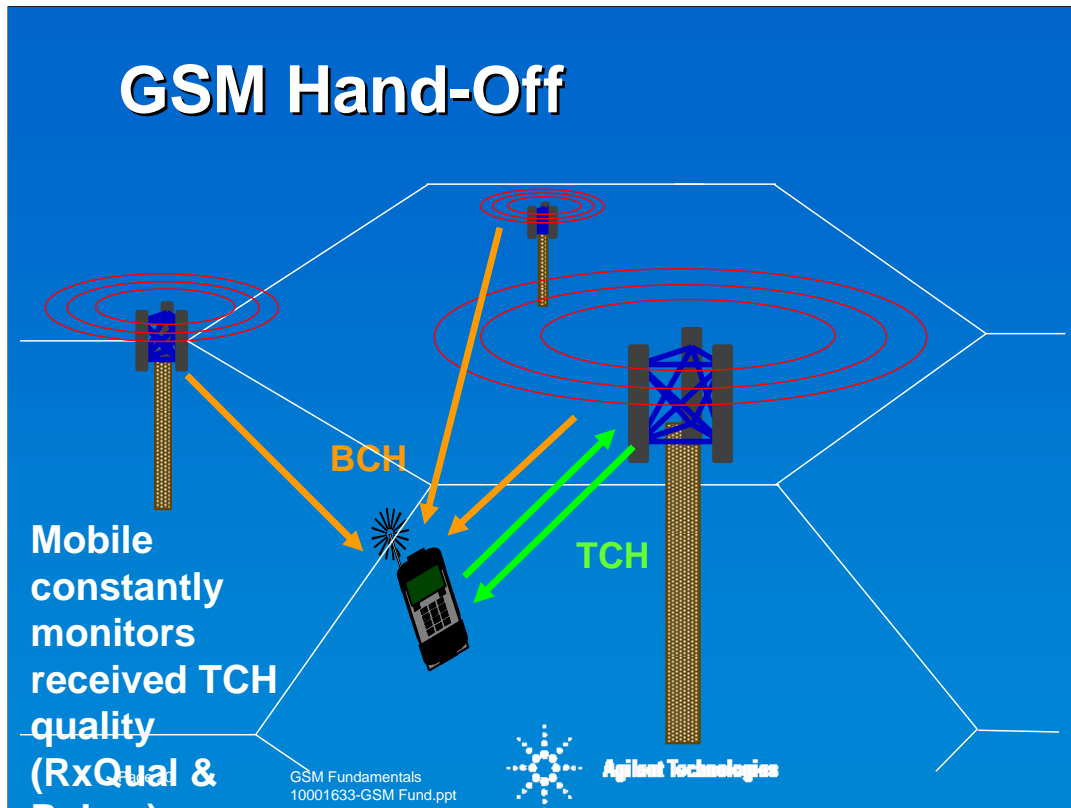 GSM Hand-Off
BCH
TCH
Mobile
constantly
monitors
received TCH
quality
(RxQual &
GSM Fundamentals
10001633-GSM Fund.ppt
Agilent Technologies